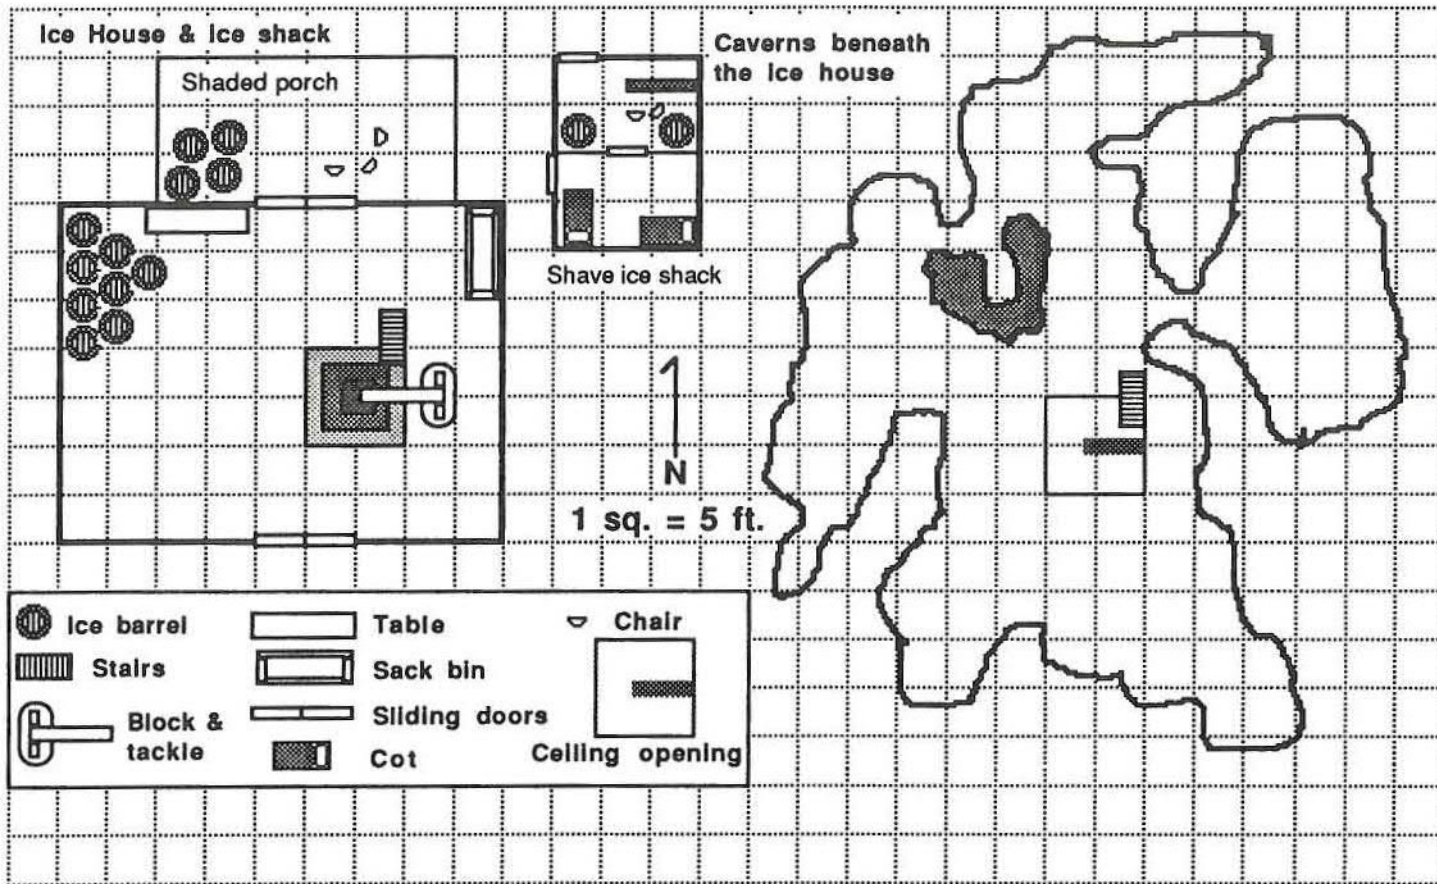 Ice House & Ice shack
Shaded porch
Caverns beneath
the ice house
Shave ice shack
N
1 sq. = 5 ft.
Ice barrel
Table
Chair
Stairs
Sack bin
Block &
tackle
Sliding doors
Cot
Ceiling opening